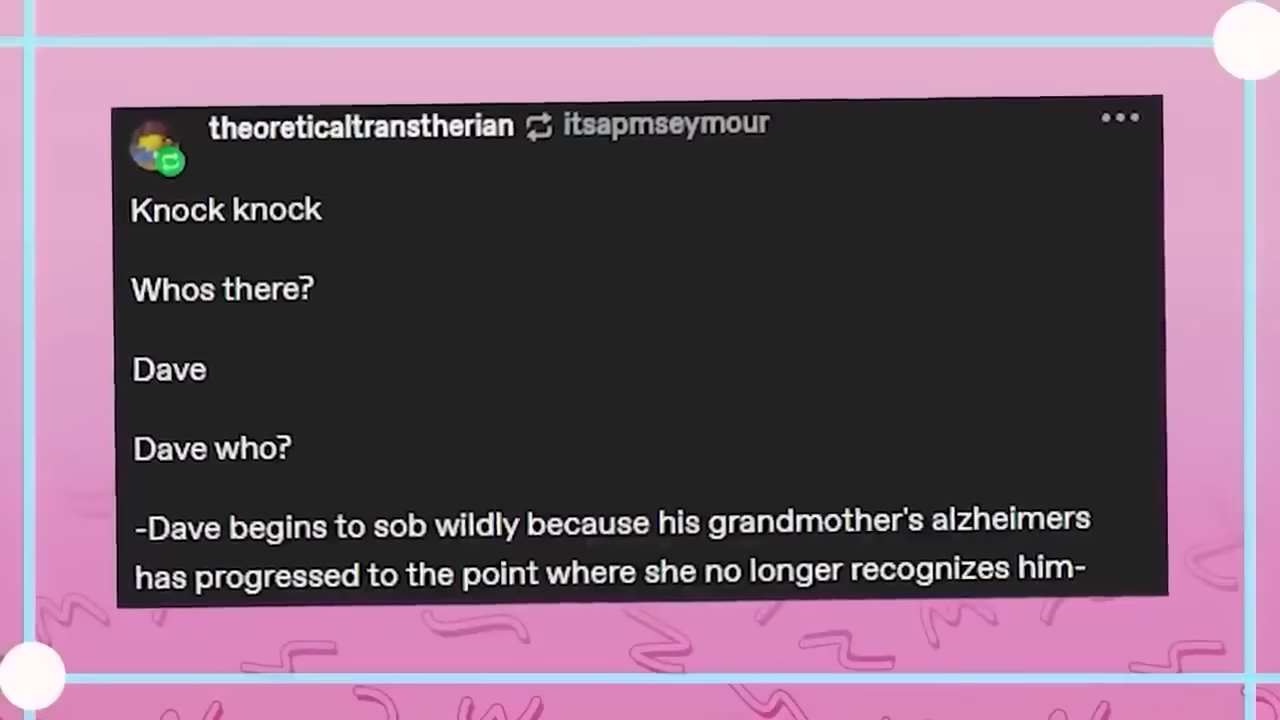 theoreticaltranstherian itsapmseymour
Knock knock
Whos there?
Dave
Dave who?
-Dave begins to sob wildly because his grandmother's alzheimers
has progressed to the point where she no longer recognizes him-